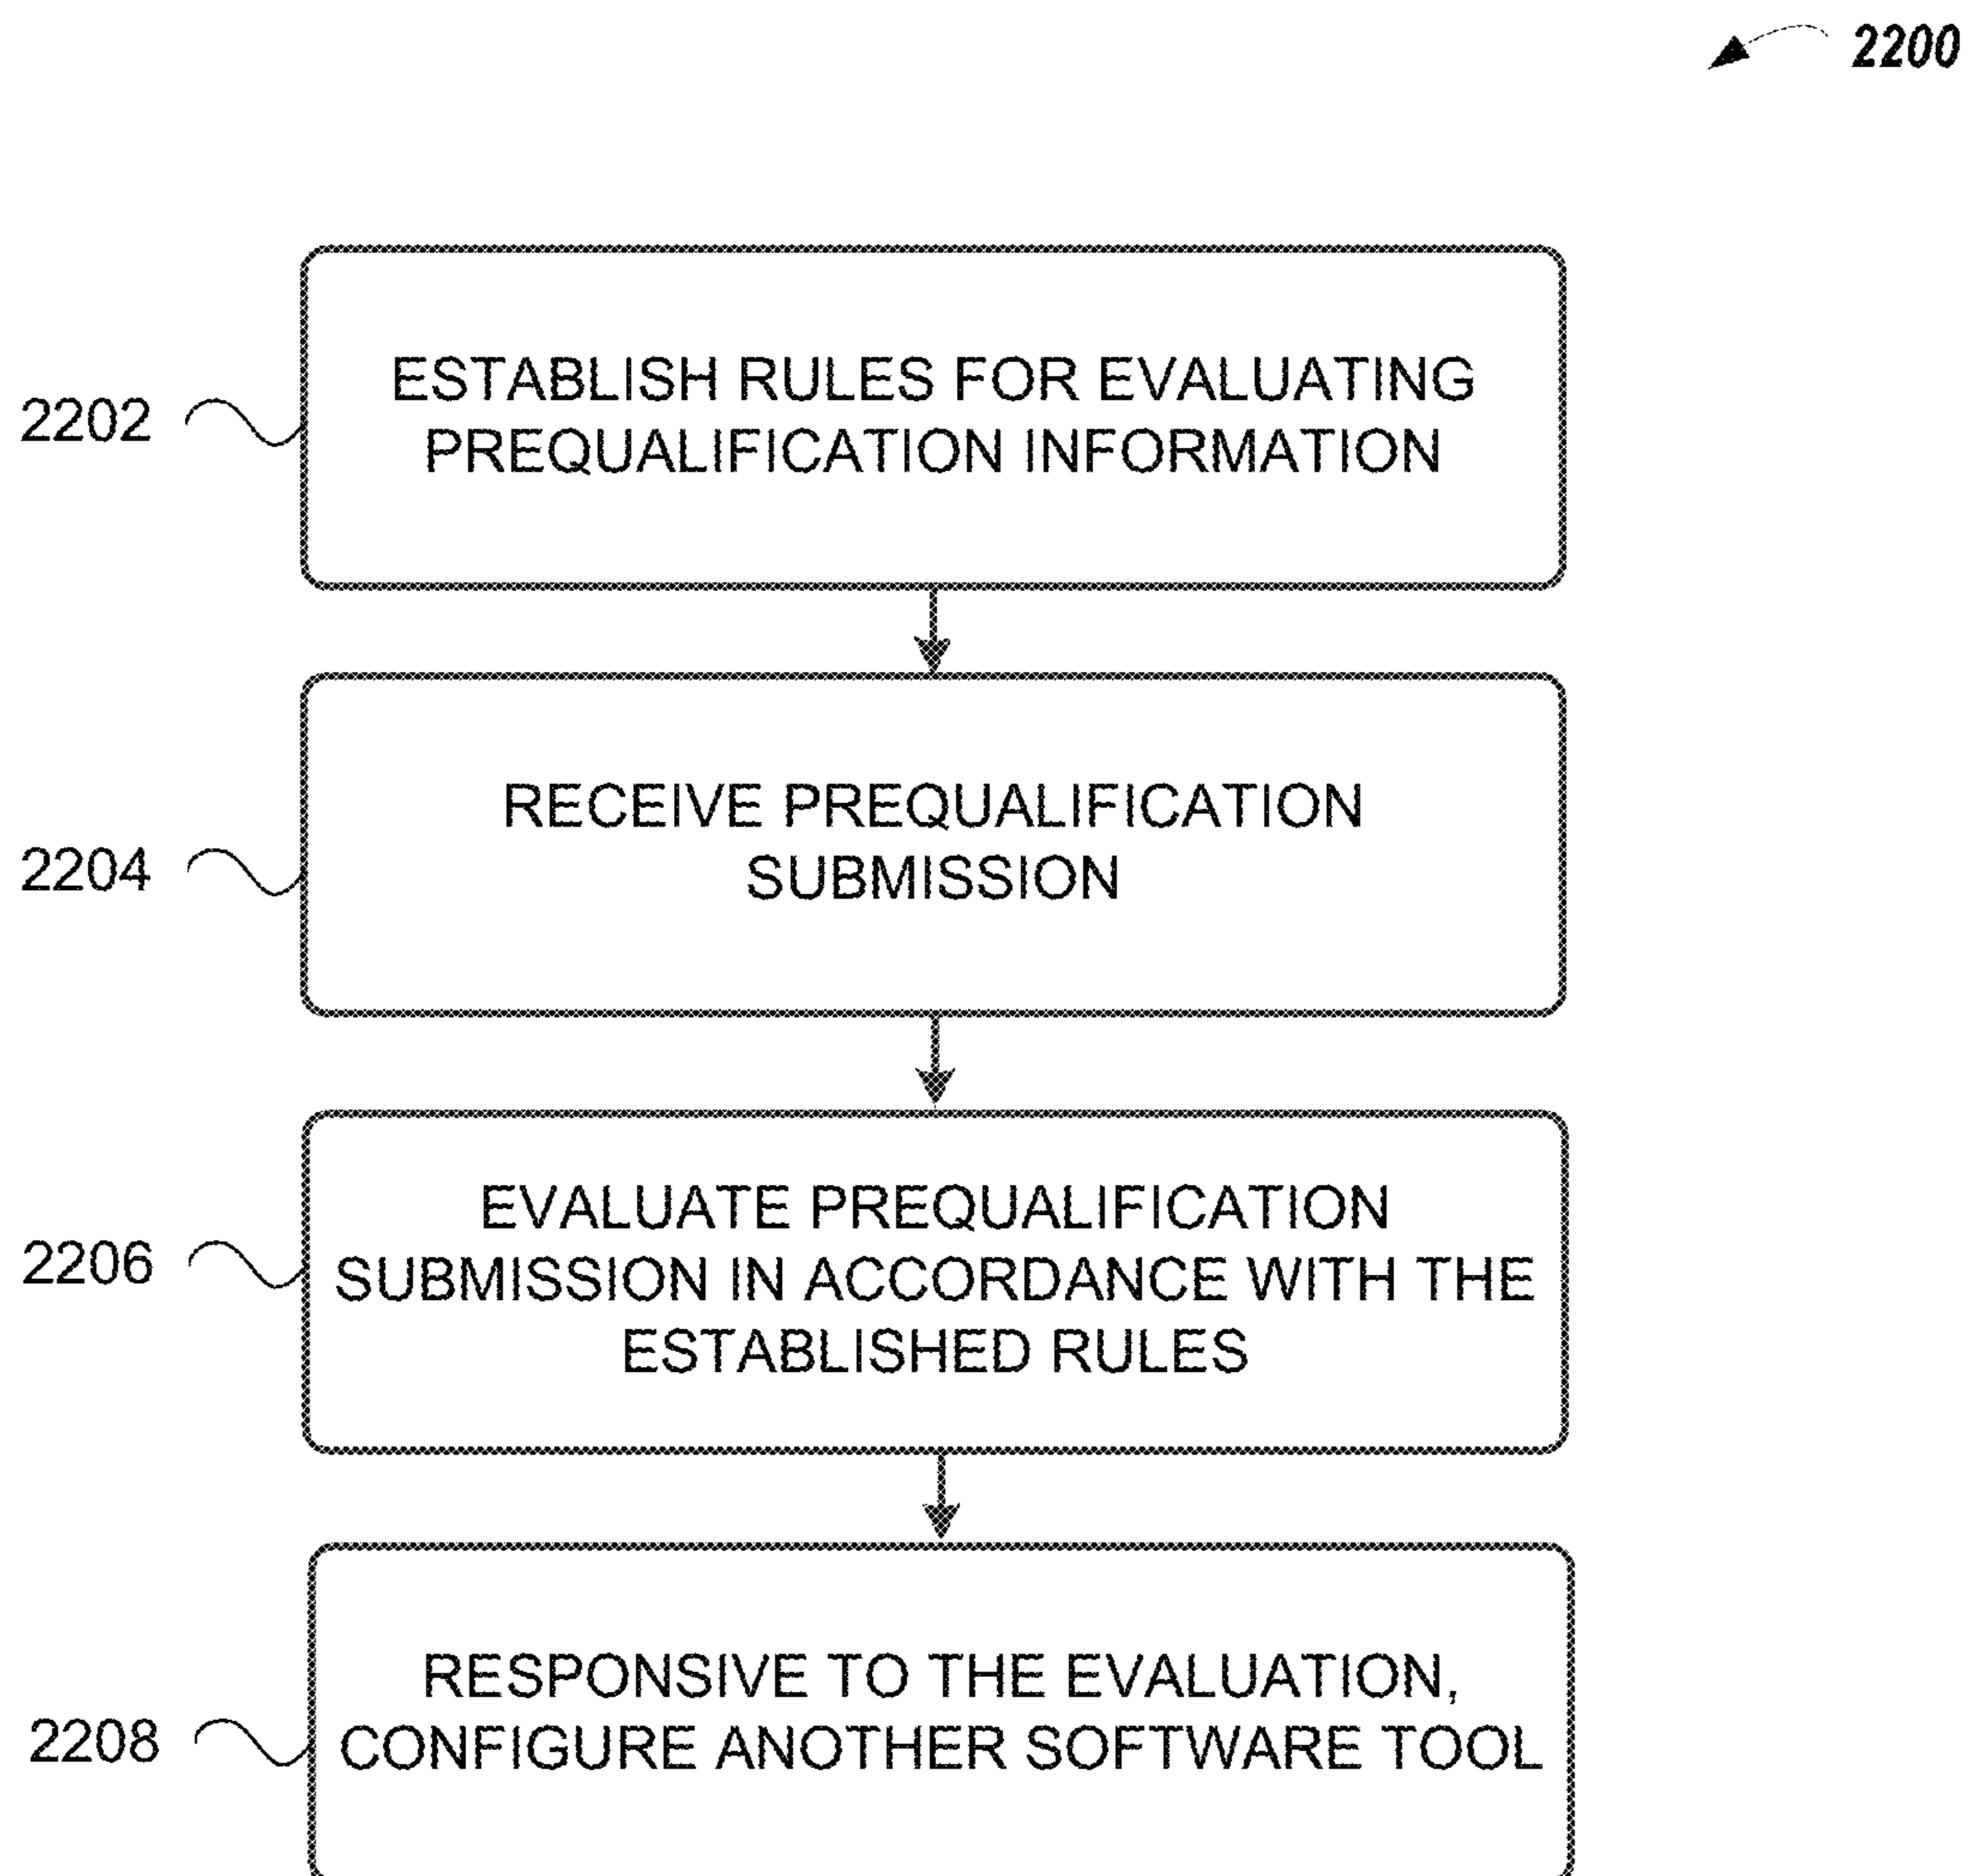 2200
2202
ESTABLISH RULES FOR EVALUATING
PREQUALIFICATION INFORMATION
2204
RECEIVE PREQUALIFICATION
SUBMISSION
2206
EVALUATE PREQUALIFICATION
SUBMISSION IN ACCORDANCE WITH THE
ESTABLISHED RULES
2208
RESPONSIVE TO THE EVALUATION,
CONFIGURE ANOTHER SOFTWARE TOOL